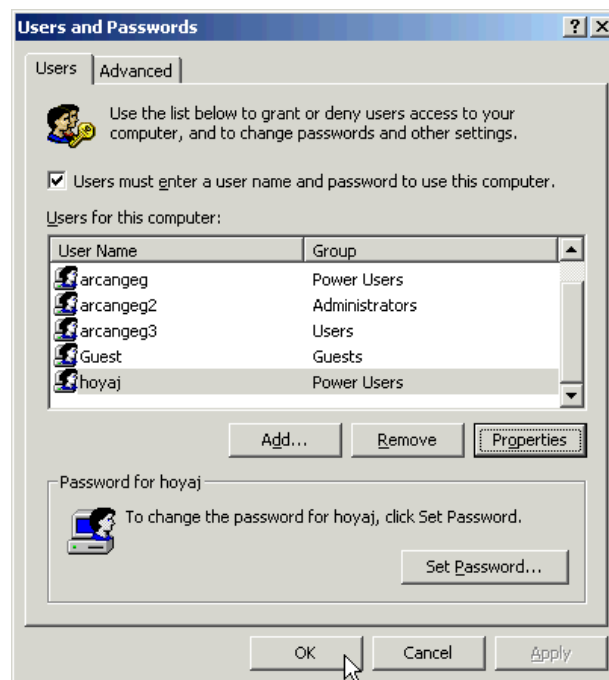 Users and Passwords
Users Advanced
Use the list below to grant or deny users access to your
computer, and to change passwords and other settings.
Users must enter a user name and password to use this computer.
Users for this computer:
User Name Group
arcangeg Power Users
arcangeg2 Administrators
arcangeg3 Users
Guest Guests
hoyaj Power Users
Add... Remove Properties
Password for hoyaj
To change the password for hoyaj, click Set Password.
Set Password...
OK Cancel Apply